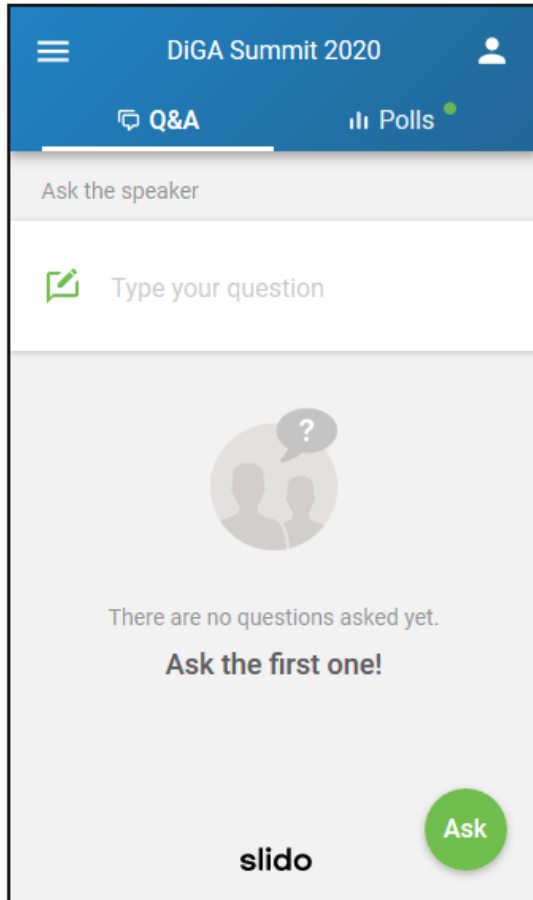 DiGA Summit 2020
Q&A
Polls
Ask the speaker
Type your question
?
There are no questions asked yet.
Ask the first one!
Ask
slido